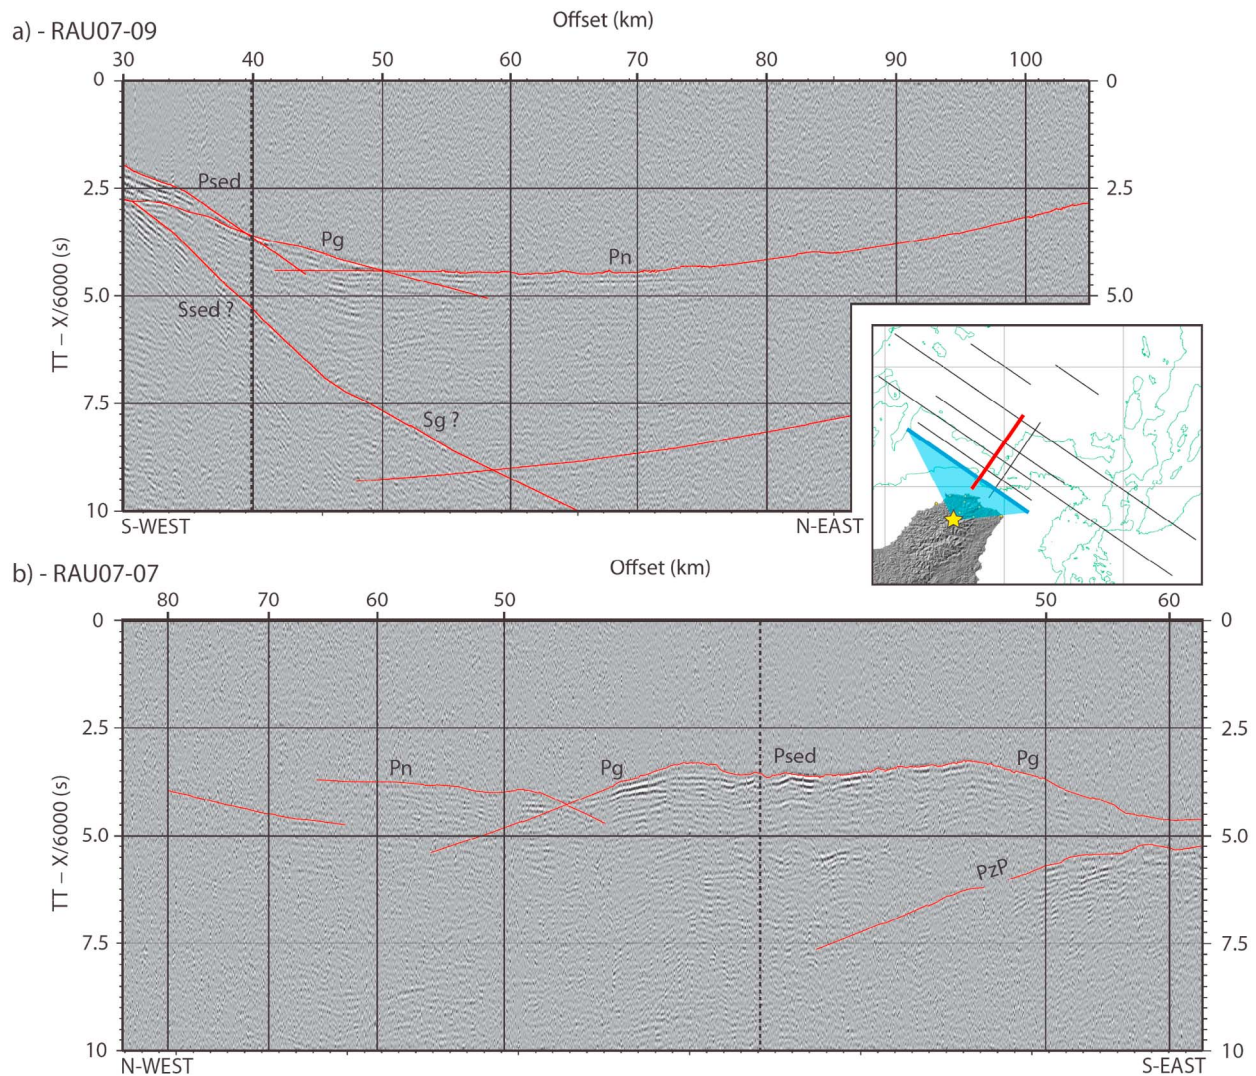 a) - RAU07-09
Offset (km)
30 40 50 60 70 80 90 100
0 0
Psed
2.5 2.5
Pg
Pn
TT – X/6000 (s)
5.0 5.0
Ssed ?
7.5
Sg ?
10
S-WEST N-EAST
b) - RAU07-07
Offset (km)
80 70 60 50 50 60
0 0
2.5 2.5
Pn Pg Psed Pg
TT – X/6000 (s)
5.0 5.0
PzP
7.5 7.5
10 10
N-WEST S-EAST